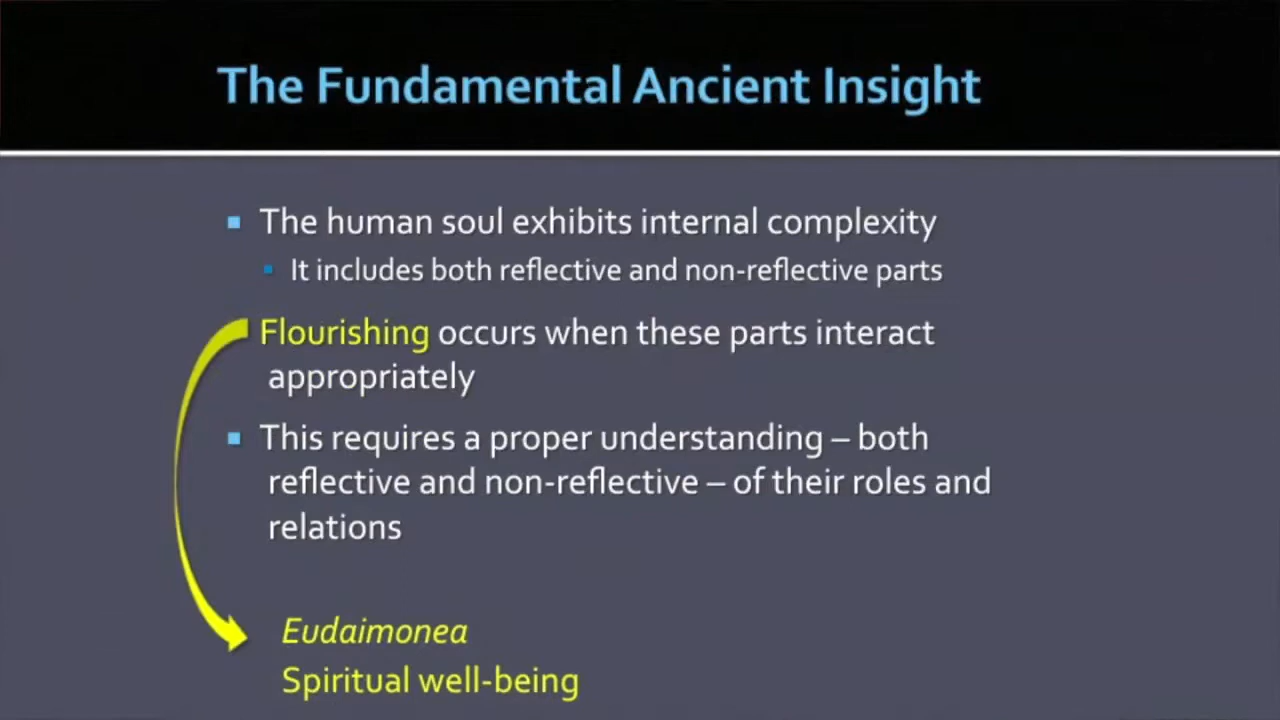 The Fundamental Ancient Insight
The human soul exhibits internal complexity
It includes both reflective and non-reflective parts
Flourishing occurs when these parts interact
appropriately
This requires a proper understanding – both
reflective and non-reflective – of their roles and
relations
Eudaimonea
Spiritual well-being